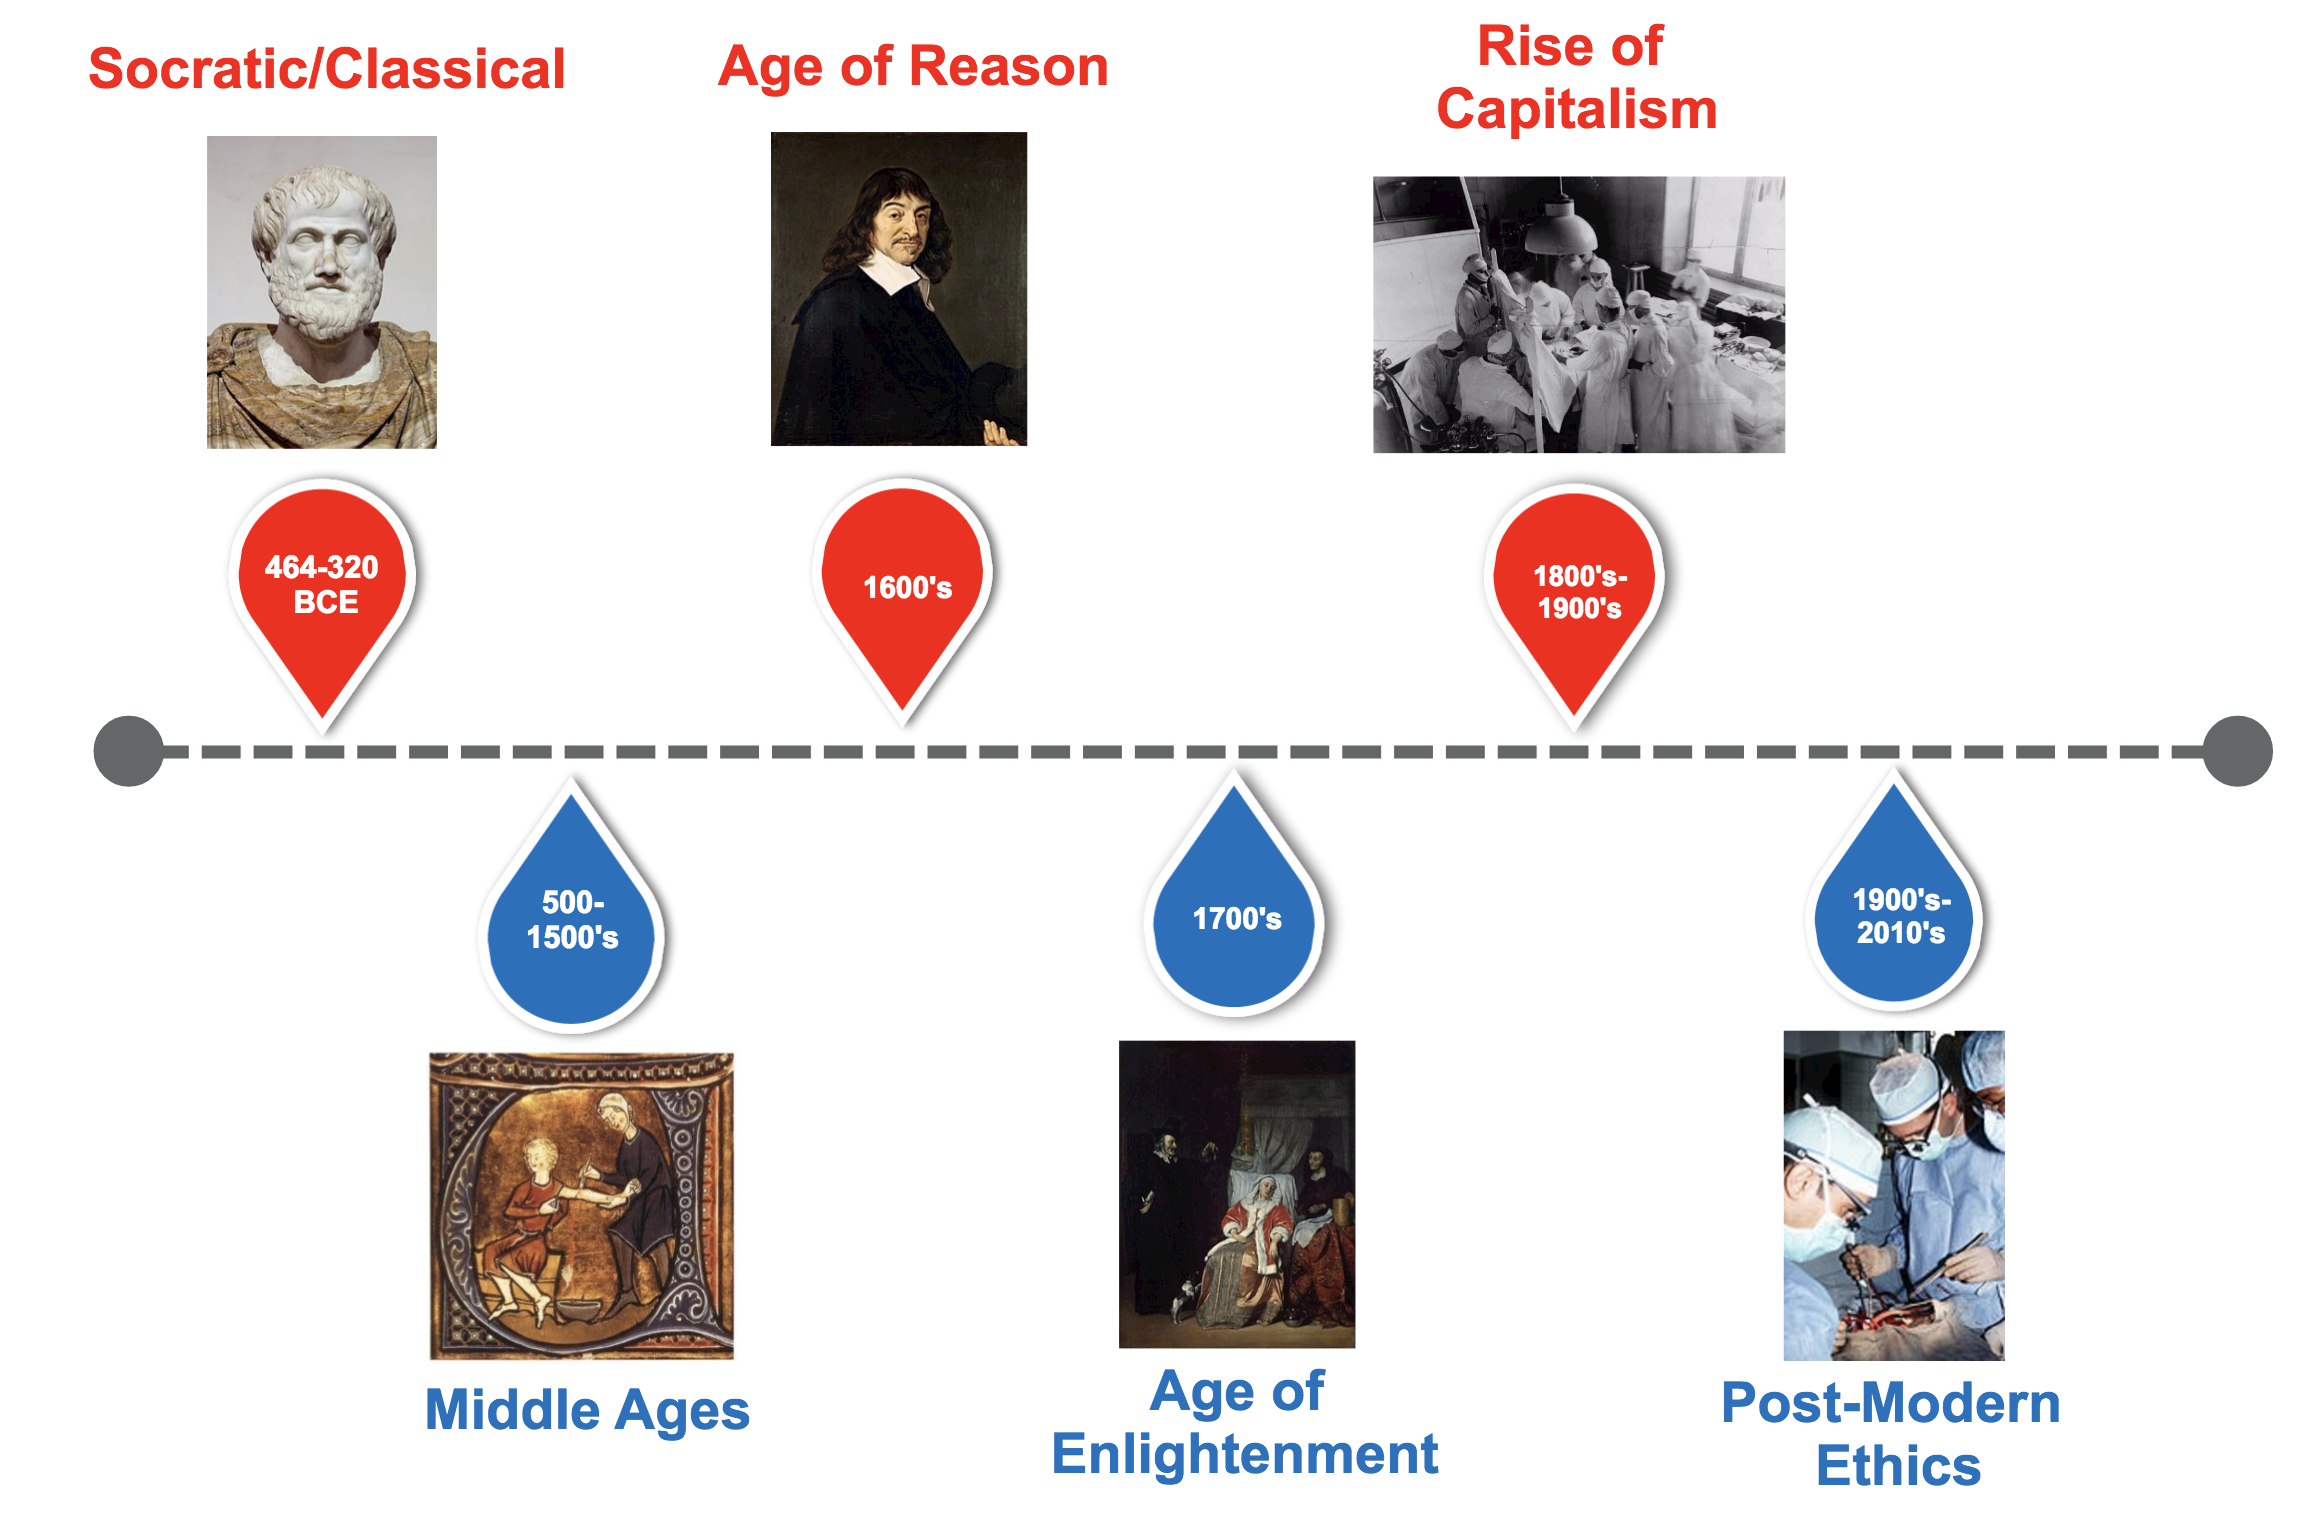 Socratic/Classical
464-320
BCE
500-
1500's
Middle Ages
Age of Reason
1600's
1700's
Age of
Enlightenment
Rise of
Capitalism
1800's-
1900's
1900's-
2010's
Post-Modern
Ethics